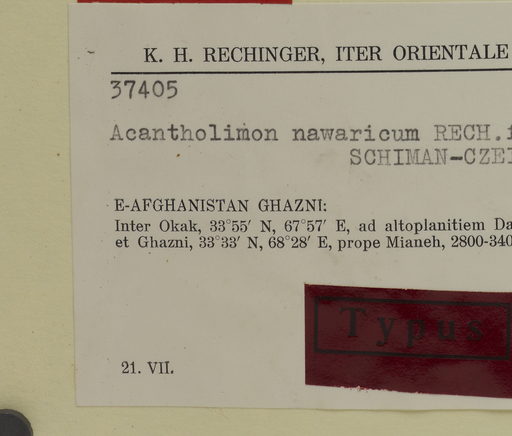 K. H. RECHINGER, ITER ORIENTALE
37405
Acantholimon nawaricum RECH.
SCHIMAN-CZE
E-AFGHANISTAN GHAZNI:
Inter Okak, 33°55′ N, 67°57′ E, ad altoplanitiem Da
et Ghazni, 33°33′ N, 68°28′ E, prope Mianeh, 2800-340
Typus
21. VII.